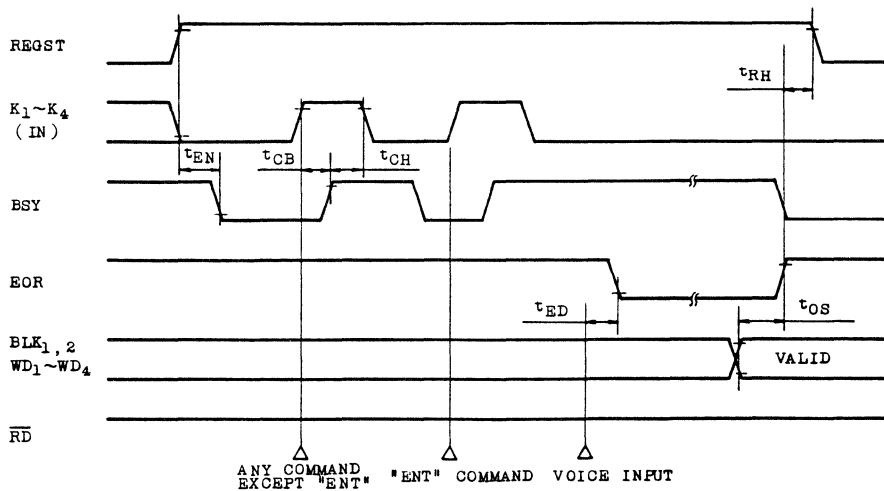 REGST
tRH
K1~K4
(IN)
tEN
tCB
tCH
BSY
EOR
tED
tOS
BLK1,2
WD1~WD4
VALID
RD
ANY COMMAND
EXCEPT "ENT"
"ENT" COMMAND
VOICE INPUT